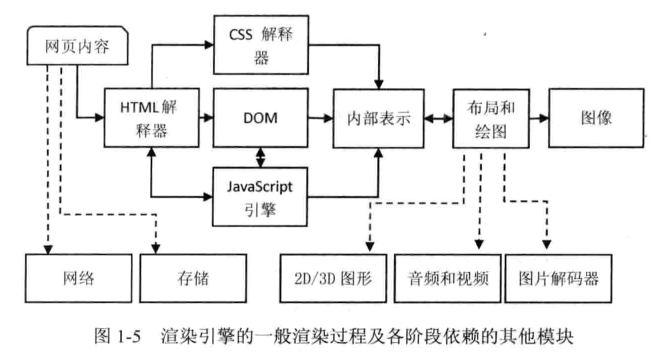 网页内容
CSS 解释
器
HTML解
释器
DOM
内部表示
布局和
绘图
图像
JavaScript
引擎
网络
存储
2D/3D 图形
音频和视频
图片解码器
图 1-5 渲染引擎的一般渲染过程及各阶段依赖的其他模块